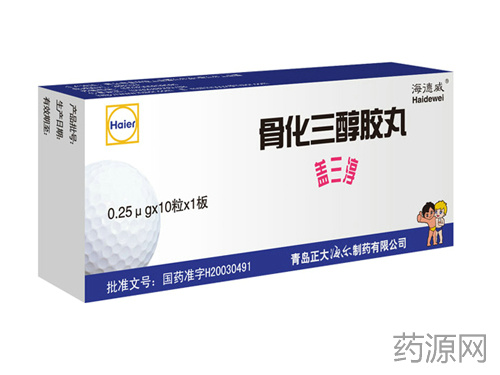 海德威
Haidewei
Haier
骨化三醇胶丸
盖三淳
0.25μgx10粒x1板
青岛正大海尔制药有限公司
批准文号：国药准字H20030491
产品批号：
生产日期：
有效期至：
药源网